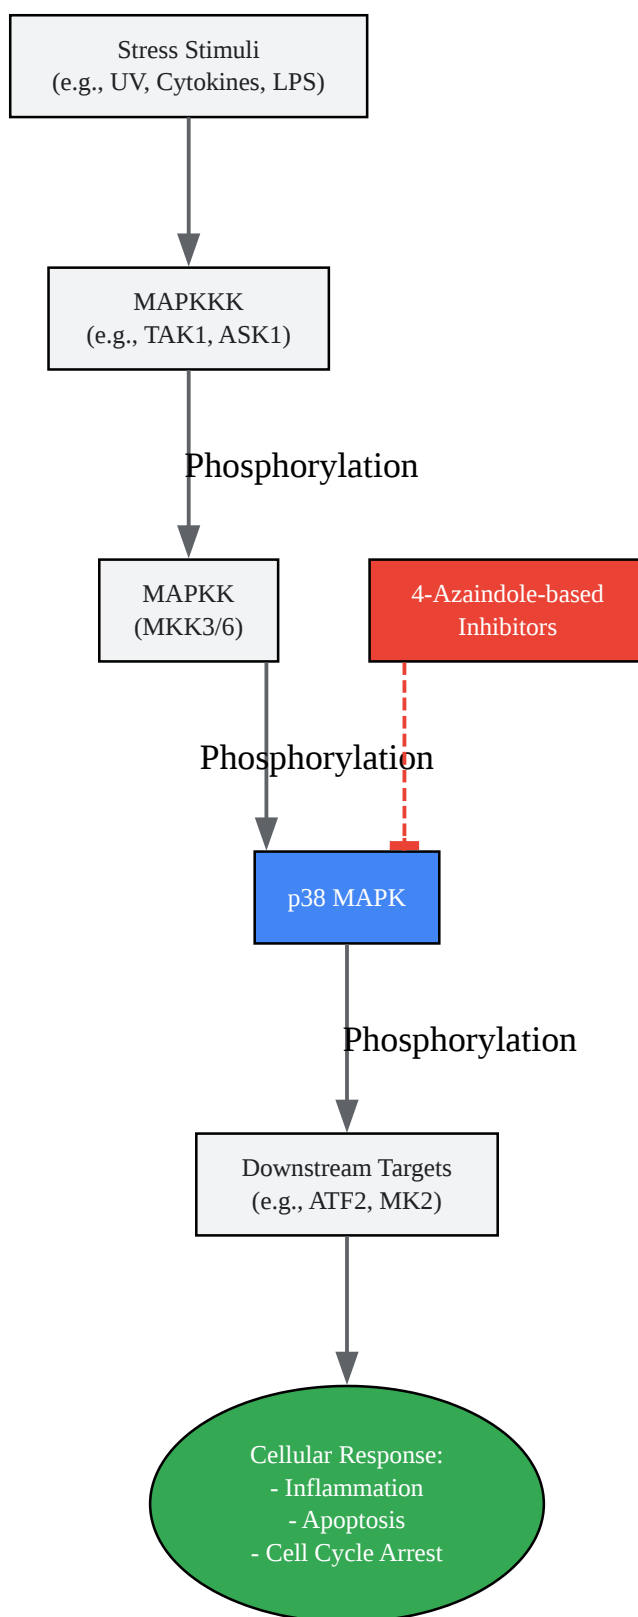 Stress Stimuli
(e.g., UV, Cytokines, LPS)
MAPKKK
(e.g., TAK1, ASK1)
Phosphorylation
MAPKK
(MKK3/6)
4-Azaindole-based
Inhibitors
Phosphorylation
p38 MAPK
Phosphorylation
Downstream Targets
(e.g., ATF2, MK2)
Cellular Response:
- Inflammation
- Apoptosis
- Cell Cycle Arrest